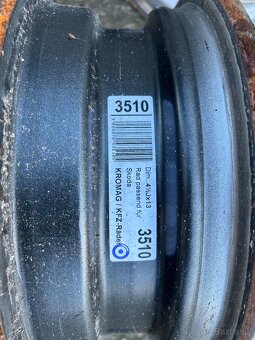 3510
Dim. 4½Jx13
Rad passend für
Skoda
3510
KROMAG / KFZ-Räder